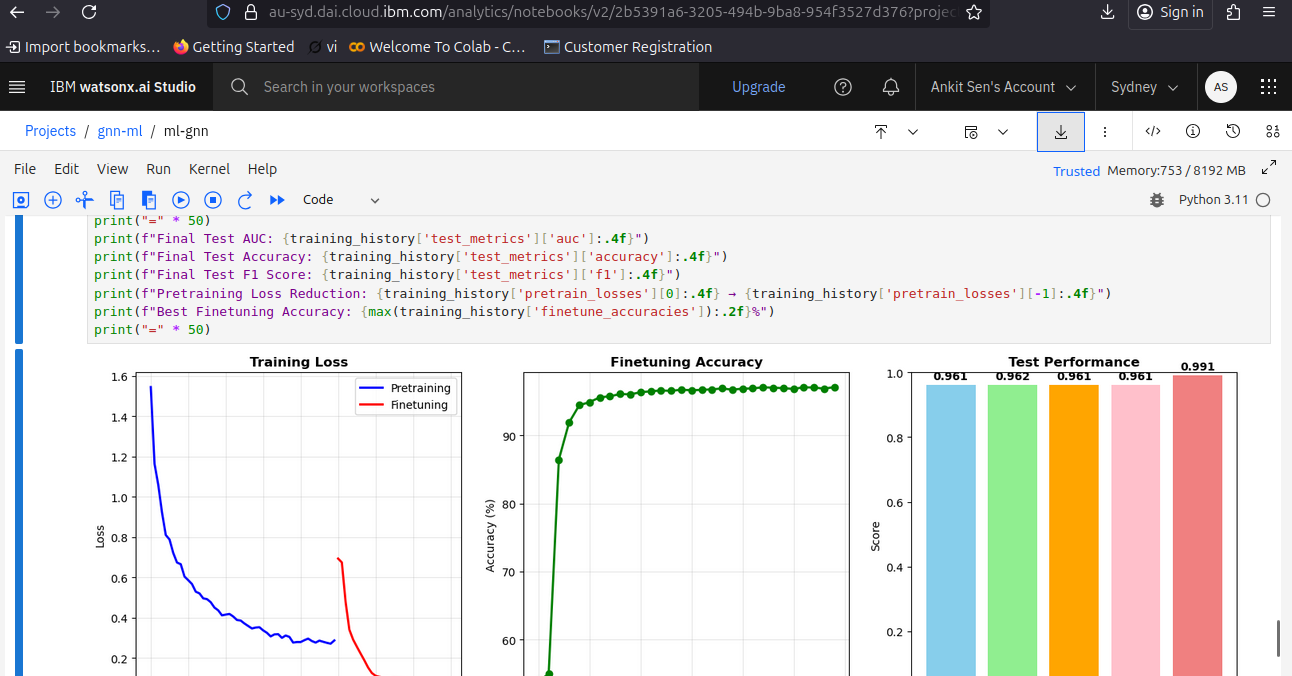 au-syd.dai.cloud.ibm.com/analytics/notebooks/v2/2b5391a6-3205-494b-9ba8-954f3527d376?projec
Sign in
Import bookmarks…
Getting Started
vi
Welcome To Colab - C…
Customer Registration
IBM watsonx.ai Studio
Search in your workspaces
Upgrade
Ankit Sen's Account
Sydney
AS
Projects / gnn-ml / ml-gnn
File Edit View Run Kernel Help
Trusted Memory:753 / 8192 MB
Code
Python 3.11
print("=" * 50)
print(f"Final Test AUC: {training_history['test_metrics']['auc']:.4f}")
print(f"Final Test Accuracy: {training_history['test_metrics']['accuracy']:.4f}")
print(f"Final Test F1 Score: {training_history['test_metrics']['f1']:.4f}")
print(f"Pretraining Loss Reduction: {training_history['pretrain_losses'][0]:.4f} → {training_history['pretrain_losses'][-1]:.4f}")
print(f"Best Finetuning Accuracy: {max(training_history['finetune_accuracies']):.2f}%")
print("=" * 50)
Training Loss
Pretraining
Finetuning
1.6
1.4
1.2
1.0
0.8
0.6
0.4
0.2
Loss
Finetuning Accuracy
90
80
70
60
Accuracy (%)
Test Performance
0.961
0.962
0.961
0.961
0.991
1.0
0.8
0.6
0.4
0.2
Score